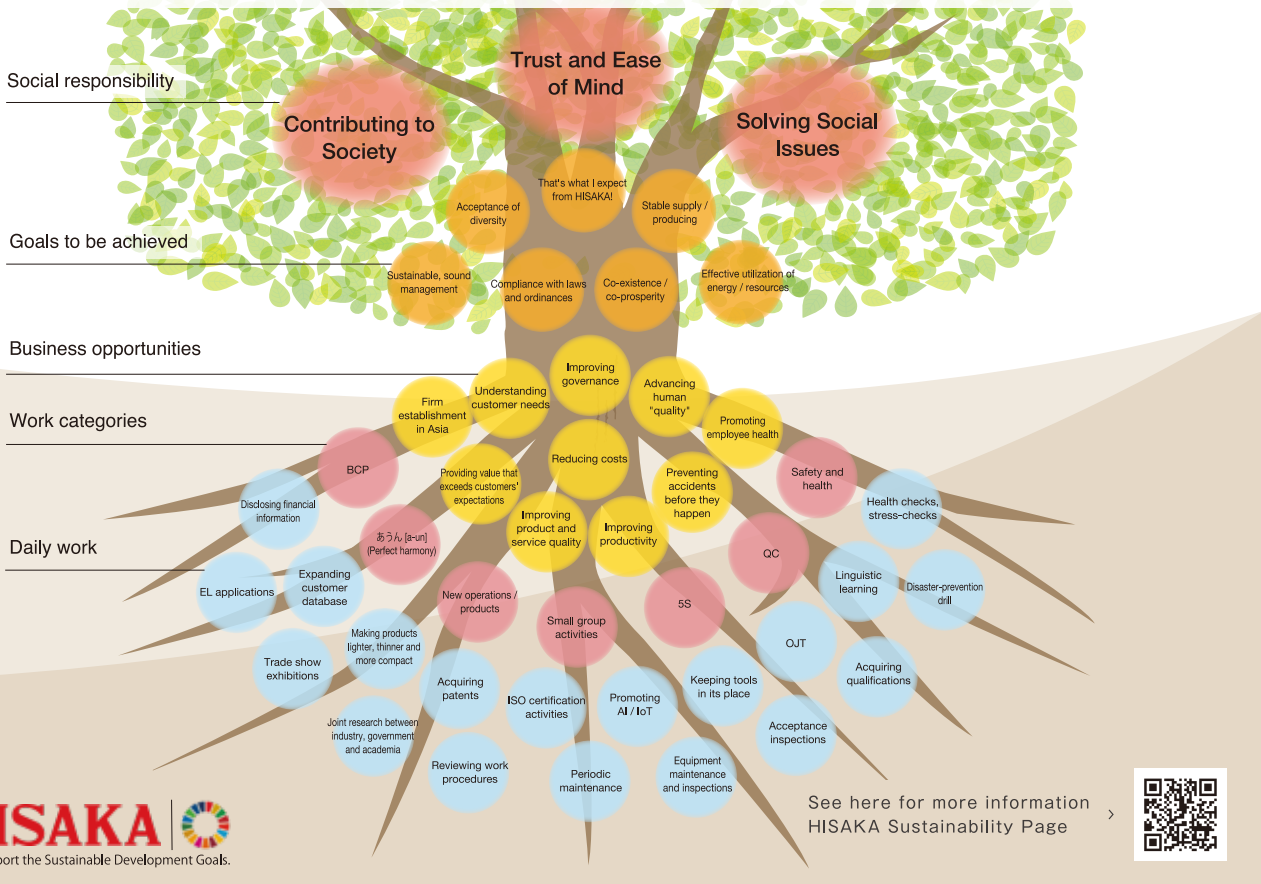 Social responsibility
Trust and Ease
of Mind
Contributing to
Society
Solving Social
Issues
Goals to be achieved
That's what I expect
from HISAKA!
Acceptance of
diversity
Stable supply /
producing
Sustainable, sound
management
Compliance with laws
and ordinances
Co-existence /
co-prosperity
Effective utilization of
energy / resources
Business opportunities
Improving
governance
Understanding
customer needs
Advancing
human
"quality"
Firm
establishment
in Asia
Promoting
employee health
Reducing costs
Providing value that
exceeds customers'
expectations
Preventing
accidents
before they
happen
Improving
product and
service quality
Improving
productivity
Work categories
BCP
Safety and
health
あうん [a-un]
(Perfect harmony)
QC
New operations /
products
Small group
activities
5S
Daily work
Disclosing financial
information
Health checks,
stress-checks
EL applications
Expanding
customer
database
Linguistic
learning
Disaster-prevention
drill
Trade show
exhibitions
Making products
lighter, thinner and
more compact
OJT
Acquiring
qualifications
Acquiring
patents
ISO certification
activities
Promoting
AI / IoT
Keeping tools
in its place
Joint research between
industry, government
and academia
Acceptance
inspections
Reviewing work
procedures
Periodic
maintenance
Equipment
maintenance
and inspections
ISAKA
port the Sustainable Development Goals.
See here for more information
HISAKA Sustainability Page